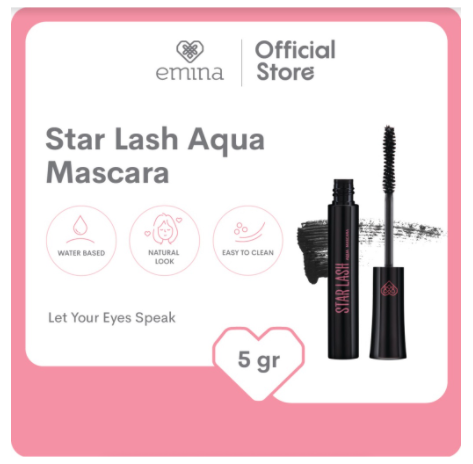 emina
Official
Store
Star Lash Aqua
Mascara
WATER BASED
NATURAL
LOOK
EASY TO CLEAN
STAR LASH
Let Your Eyes Speak
5 gr